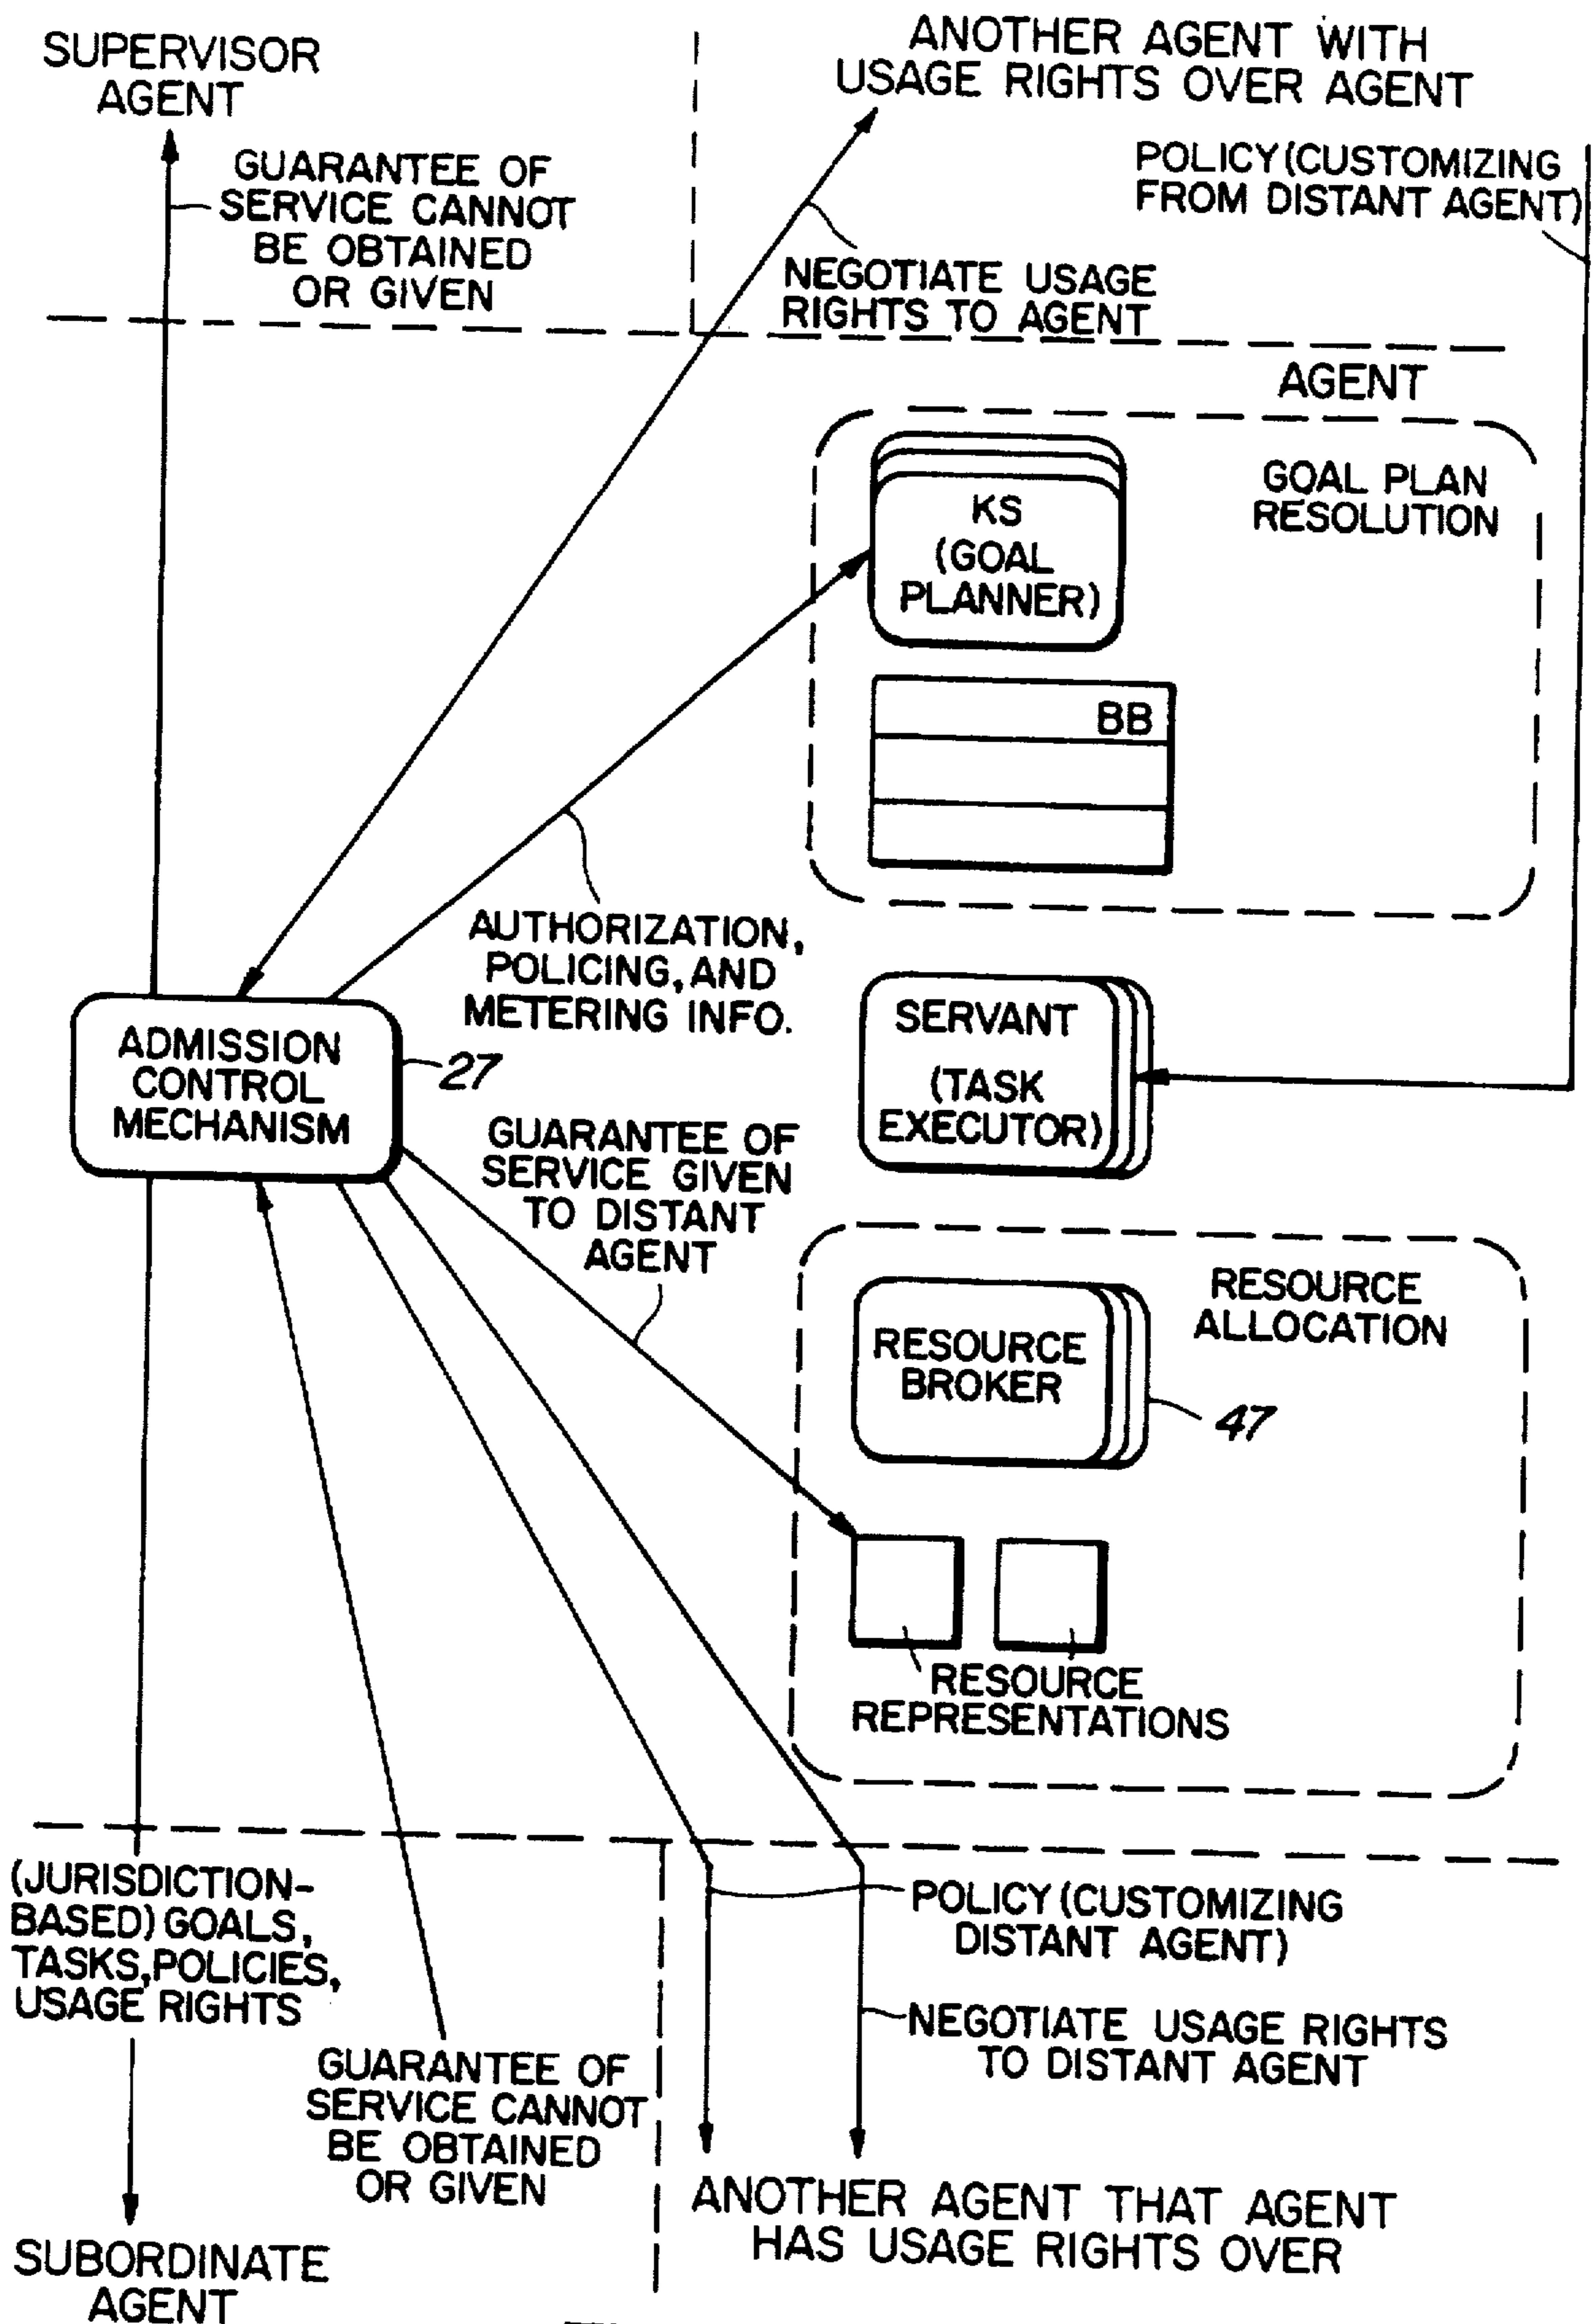 SUPERVISOR
AGENT
ANOTHER AGENT WITH
USAGE RIGHTS OVER AGENT
GUARANTEE OF
SERVICE CANNOT
BE OBTAINED
OR GIVEN
POLICY (CUSTOMIZING
FROM DISTANT AGENT)
NEGOTIATE USAGE
RIGHTS TO AGENT
AGENT
GOAL PLAN
RESOLUTION
KS
(GOAL
PLANNER)
BB
AUTHORIZATION,
POLICING, AND
METERING INFO.
ADMISSION
CONTROL
MECHANISM
27
SERVANT
(TASK
EXECUTOR)
GUARANTEE OF
SERVICE GIVEN
TO DISTANT
AGENT
RESOURCE
ALLOCATION
RESOURCE
BROKER
47
RESOURCE
REPRESENTATIONS
(JURISDICTION-
BASED) GOALS,
TASKS, POLICIES,
USAGE RIGHTS
POLICY (CUSTOMIZING
DISTANT AGENT)
NEGOTIATE USAGE RIGHTS
TO DISTANT AGENT
GUARANTEE OF
SERVICE CANNOT
BE OBTAINED
OR GIVEN
ANOTHER AGENT THAT AGENT
HAS USAGE RIGHTS OVER
SUBORDINATE
AGENT